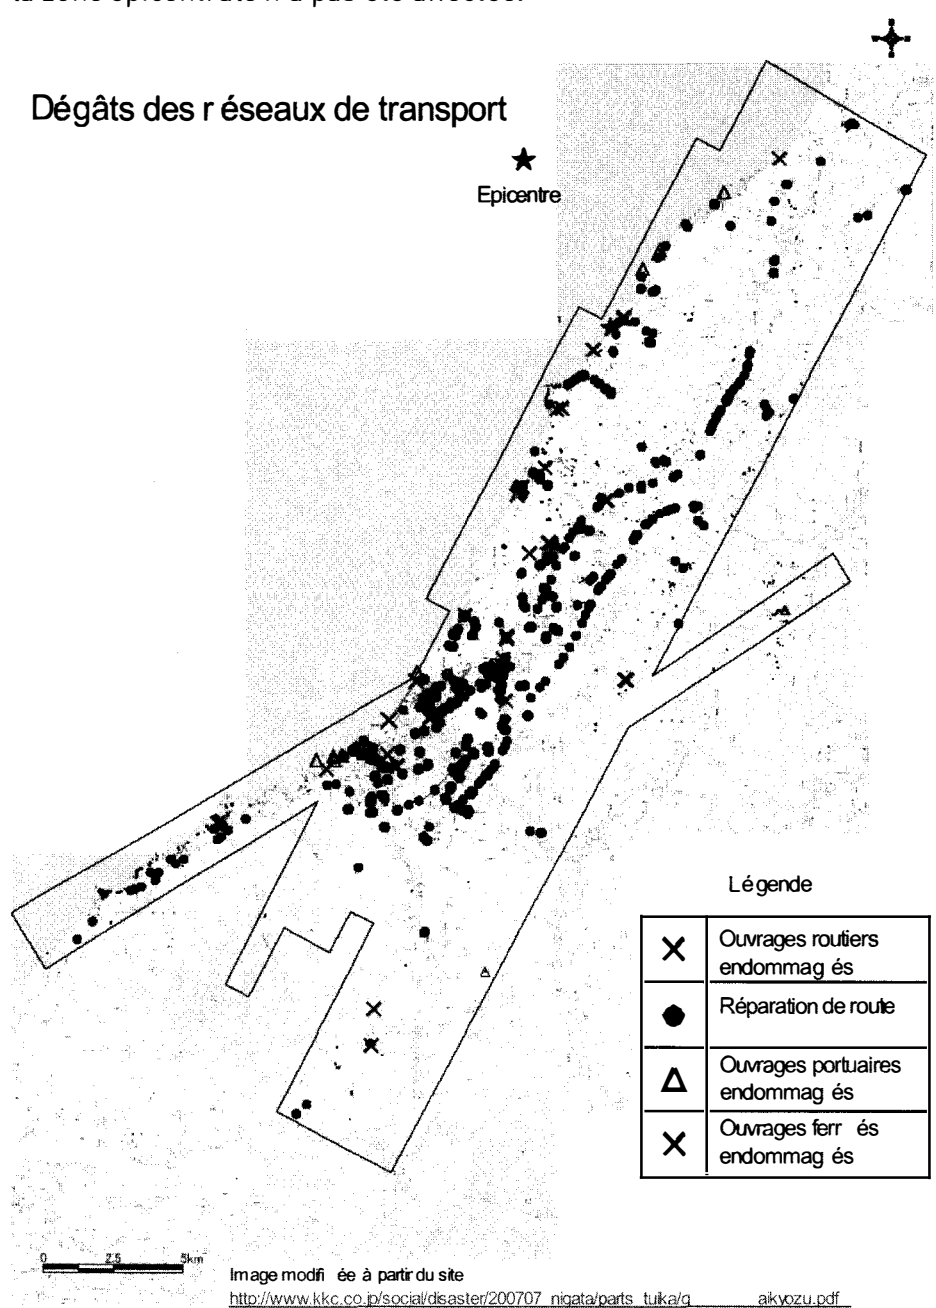 la zone épicentrale n'a pas été affectée.
Dégâts des r éseaux de transport
Epicentre
Légende
Ouvrages routiers
endommag és
Réparation de route
Ouvrages portuaires
endommag és
Ouvrages ferr és
endommag és
0 2.5 5km
Image modifi ée à partir du site
http://www.kkc.co.jp/social/disaster/200707_niigata/parts_tuika/g aikyozu.pdf